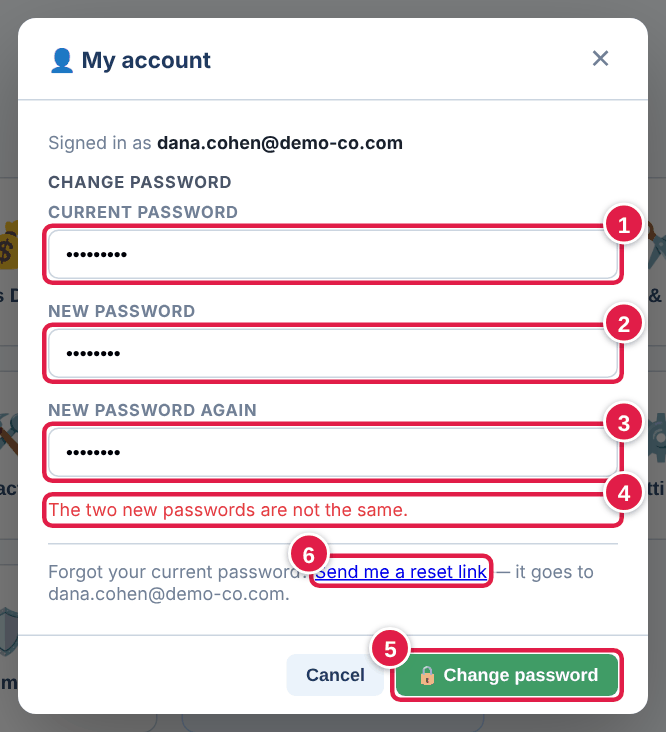 👤 My account ✕
Signed in as dana.cohen@demo-co.com
CHANGE PASSWORD
CURRENT PASSWORD
1
•••••••••
NEW PASSWORD
2
••••••••
NEW PASSWORD AGAIN
3
••••••••
4
The two new passwords are not the same.
6
Forgot your current password? Send me a reset link — it goes to
dana.cohen@demo-co.com.
5
Cancel 🔒 Change password